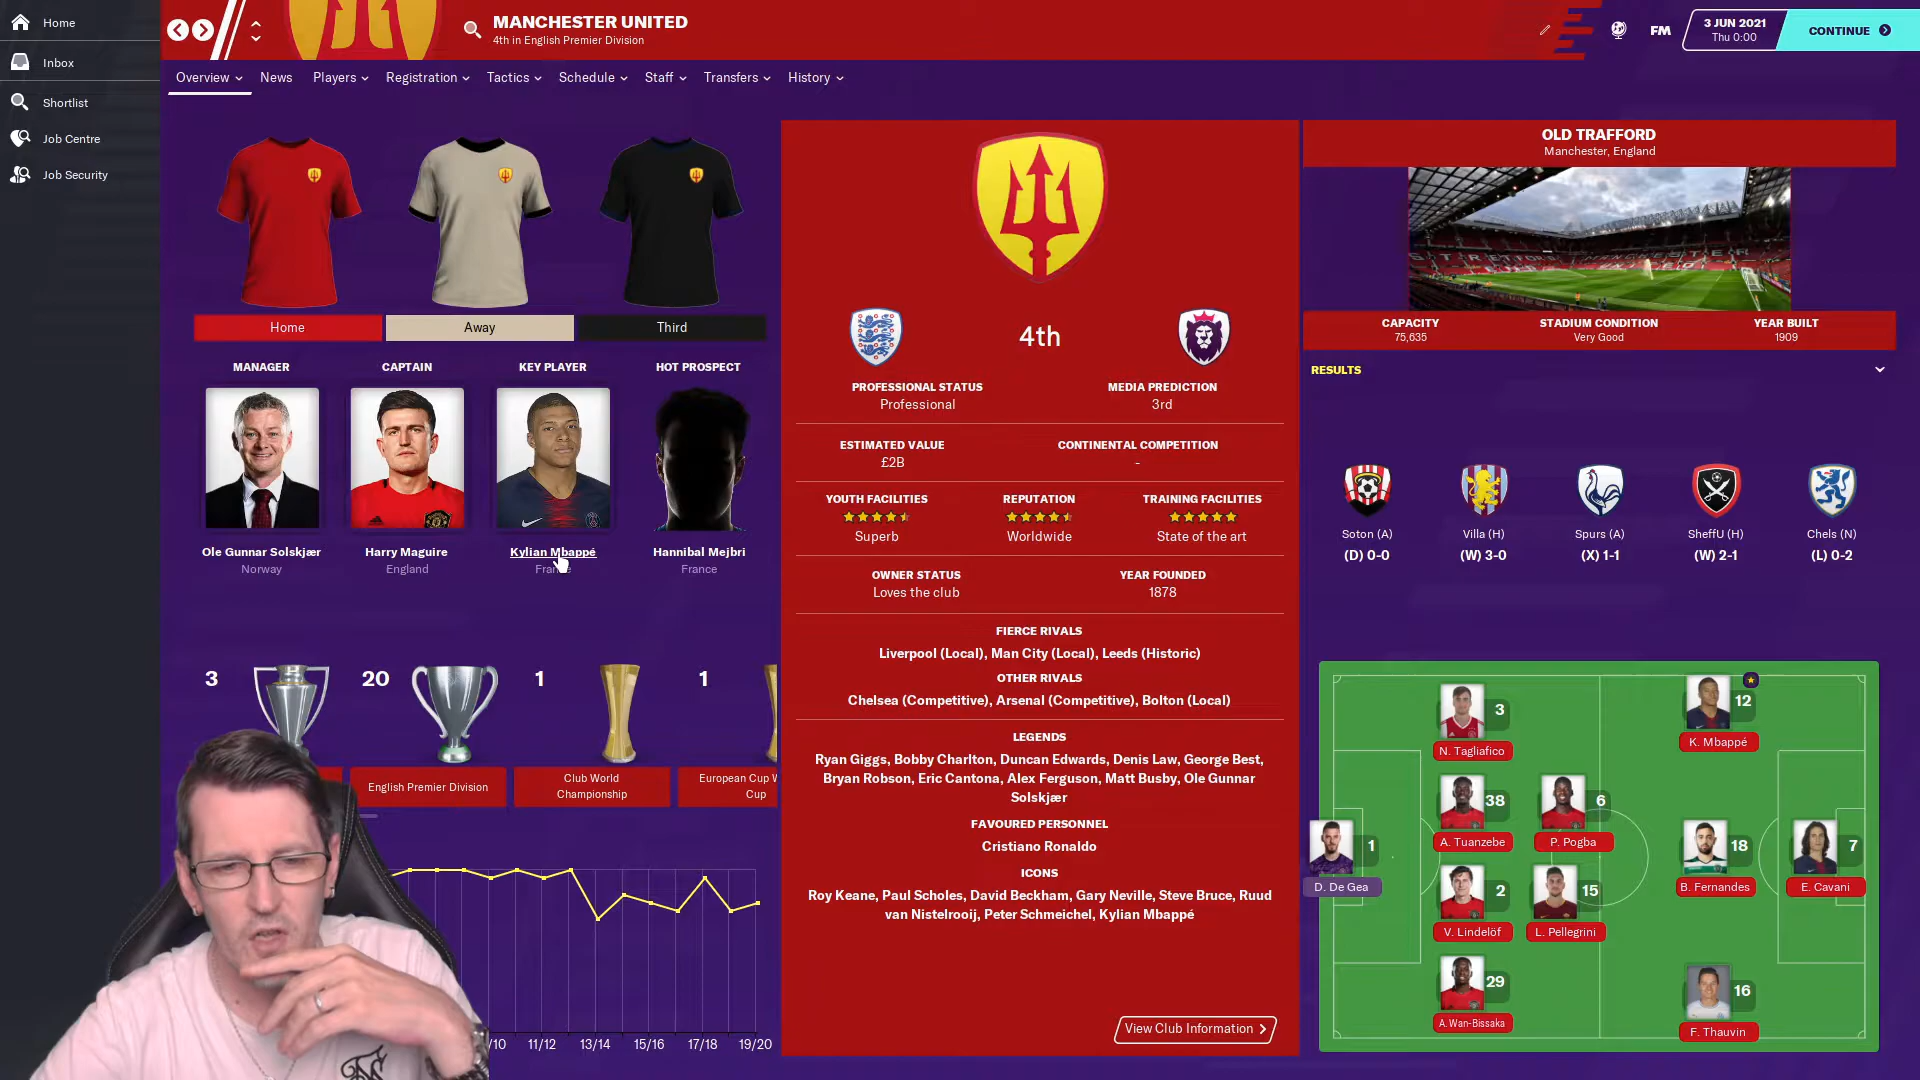 Home
Inbox
Shortlist
Job Centre
Job Security
MANCHESTER UNITED
4th in English Premier Division
FM
3 JUN 2021
Thu 0:00
CONTINUE
Overview
News
Players
Registration
Tactics
Schedule
Staff
Transfers
History
Home
Away
Third
MANAGER
CAPTAIN
KEY PLAYER
HOT PROSPECT
Ole Gunnar Solskjær
Harry Maguire
Kylian Mbappé
Hannibal Mejbri
Norway
England
France
3
20
1
1
English Premier Division
Club World
Championship
European Cup W
Cup
/10
11/12
13/14
15/16
17/18
19/20
4th
PROFESSIONAL STATUS
Professional
MEDIA PREDICTION
3rd
ESTIMATED VALUE
£2B
CONTINENTAL COMPETITION
-
YOUTH FACILITIES
Superb
REPUTATION
Worldwide
TRAINING FACILITIES
State of the art
OWNER STATUS
Loves the club
YEAR FOUNDED
1878
FIERCE RIVALS
Liverpool (Local), Man City (Local), Leeds (Historic)
OTHER RIVALS
Chelsea (Competitive), Arsenal (Competitive), Bolton (Local)
LEGENDS
Ryan Giggs, Bobby Charlton, Duncan Edwards, Denis Law, George Best,
Bryan Robson, Eric Cantona, Alex Ferguson, Matt Busby, Ole Gunnar
Solskjær
FAVOURED PERSONNEL
Cristiano Ronaldo
ICONS
Roy Keane, Paul Scholes, David Beckham, Gary Neville, Steve Bruce, Ruud
van Nistelrooij, Peter Schmeichel, Kylian Mbappé
View Club Information
OLD TRAFFORD
Manchester, England
STRETFORD
MANCHESTER
CAPACITY
75,635
STADIUM CONDITION
Very Good
YEAR BUILT
1909
RESULTS
Soton (A)
Villa (H)
Spurs (A)
SheffU (H)
Chels (N)
(D) 0-0
(W) 3-0
(X) 1-1
(W) 2-1
(L) 0-2
3
N. Tagliafico
12
K. Mbappé
38
A. Tuanzebe
6
P. Pogba
1
D. De Gea
18
B. Fernandes
7
E. Cavani
2
V. Lindelöf
15
L. Pellegrini
29
A. Wan-Bissaka
16
F. Thauvin